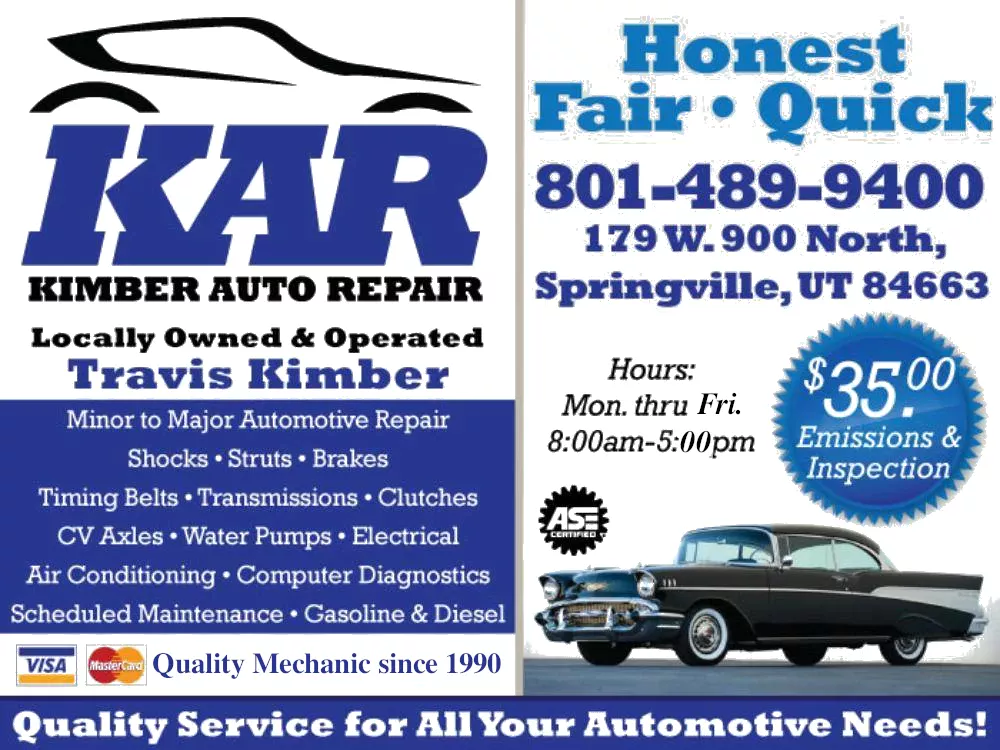 KAR
KIMBER AUTO REPAIR
Locally Owned & Operated
Travis Kimber
Minor to Major Automotive Repair
Shocks • Struts • Brakes
Timing Belts • Transmissions • Clutches
CV Axles • Water Pumps • Electrical
Air Conditioning • Computer Diagnostics
Scheduled Maintenance • Gasoline & Diesel
VISA
MasterCard
Quality Mechanic since 1990
Honest
Fair • Quick
801-489-9400
179 W. 900 North,
Springville, UT 84663
Hours:
Mon. thru Fri.
8:00am-5:00pm
$35.00
Emissions &
Inspection
ASE
CERTIFIED
Quality Service for All Your Automotive Needs!